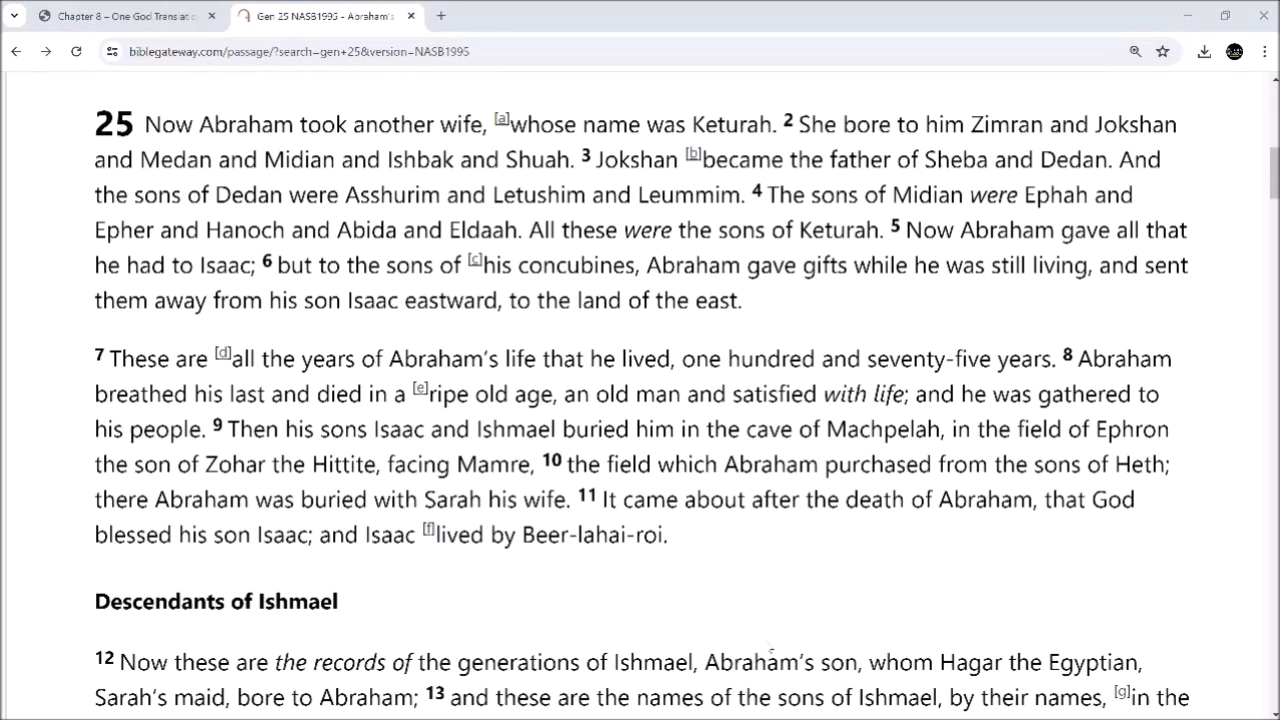 Chapter 8 – One God Translatio
Gen 25 NASB1995 - Abraham's
biblegateway.com/passage/?search=gen+25&version=NASB1995
25 Now Abraham took another wife, [a]whose name was Keturah. 2 She bore to him Zimran and Jokshan
and Medan and Midian and Ishbak and Shuah. 3 Jokshan [b]became the father of Sheba and Dedan. And
the sons of Dedan were Asshurim and Letushim and Leummim. 4 The sons of Midian were Ephah and
Epher and Hanoch and Abida and Eldaah. All these were the sons of Keturah. 5 Now Abraham gave all that
he had to Isaac; 6 but to the sons of [c]his concubines, Abraham gave gifts while he was still living, and sent
them away from his son Isaac eastward, to the land of the east.
7 These are [d]all the years of Abraham's life that he lived, one hundred and seventy-five years. 8 Abraham
breathed his last and died in a [e]ripe old age, an old man and satisfied with life; and he was gathered to
his people. 9 Then his sons Isaac and Ishmael buried him in the cave of Machpelah, in the field of Ephron
the son of Zohar the Hittite, facing Mamre, 10 the field which Abraham purchased from the sons of Heth;
there Abraham was buried with Sarah his wife. 11 It came about after the death of Abraham, that God
blessed his son Isaac; and Isaac [f]lived by Beer-lahai-roi.
Descendants of Ishmael
12 Now these are the records of the generations of Ishmael, Abraham's son, whom Hagar the Egyptian,
Sarah's maid, bore to Abraham; 13 and these are the names of the sons of Ishmael, by their names, [g]in the